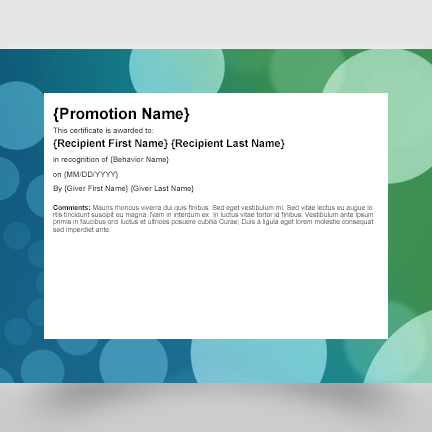 {Promotion Name}
This certificate is awarded to:
{Recipient First Name} {Recipient Last Name}
in recognition of {Behavior Name}
on {MM/DD/YYYY}
By {Giver First Name} {Giver Last Name}
Comments: Mauris rhoncus viverra dui quis finibus. Sed eget vestibulum mi. Sed vitae lectus eu augue lo
rtis tincidunt suscipit eu magna. Nam in interdum ex. In luctus vitae tortor id finibus. Vestibulum ante ipsum
primis in faucibus orci luctus et ultrices posuere cubilia Curae; Duis a ligula eget lorem molestie consequat
sed imperdiet ante.